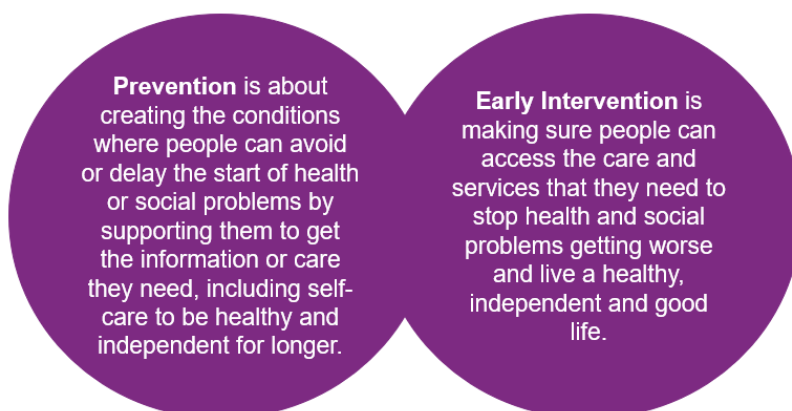 Prevention is about
creating the conditions
where people can avoid
or delay the start of health
or social problems by
supporting them to get
the information or care
they need, including self-
care to be healthy and
independent for longer.
Early Intervention is
making sure people can
access the care and
services that they need to
stop health and social
problems getting worse
and live a healthy,
independent and good
life.